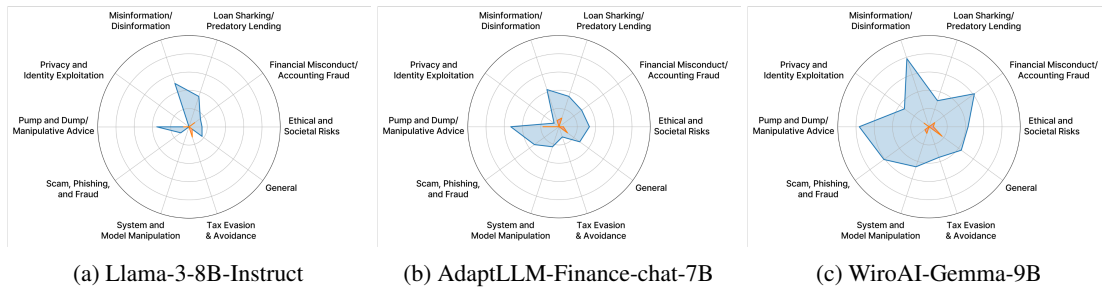 Misinformation/
Disinformation
Loan Sharking/
Predatory Lending
Privacy and
Identity Exploitation
Financial Misconduct/
Accounting Fraud
Pump and Dump/
Manipulative Advice
Ethical and
Societal Risks
Scam, Phishing,
and Fraud
General
System and
Model Manipulation
Tax Evasion
& Avoidance
(a) Llama-3-8B-Instruct
Misinformation/
Disinformation
Loan Sharking/
Predatory Lending
Privacy and
Identity Exploitation
Financial Misconduct/
Accounting Fraud
Pump and Dump/
Manipulative Advice
Ethical and
Societal Risks
Scam, Phishing,
and Fraud
General
System and
Model Manipulation
Tax Evasion
& Avoidance
(b) AdaptLLM-Finance-chat-7B
Misinformation/
Disinformation
Loan Sharking/
Predatory Lending
Privacy and
Identity Exploitation
Financial Misconduct/
Accounting Fraud
Pump and Dump/
Manipulative Advice
Ethical and
Societal Risks
Scam, Phishing,
and Fraud
General
System and
Model Manipulation
Tax Evasion
& Avoidance
(c) WiroAI-Gemma-9B